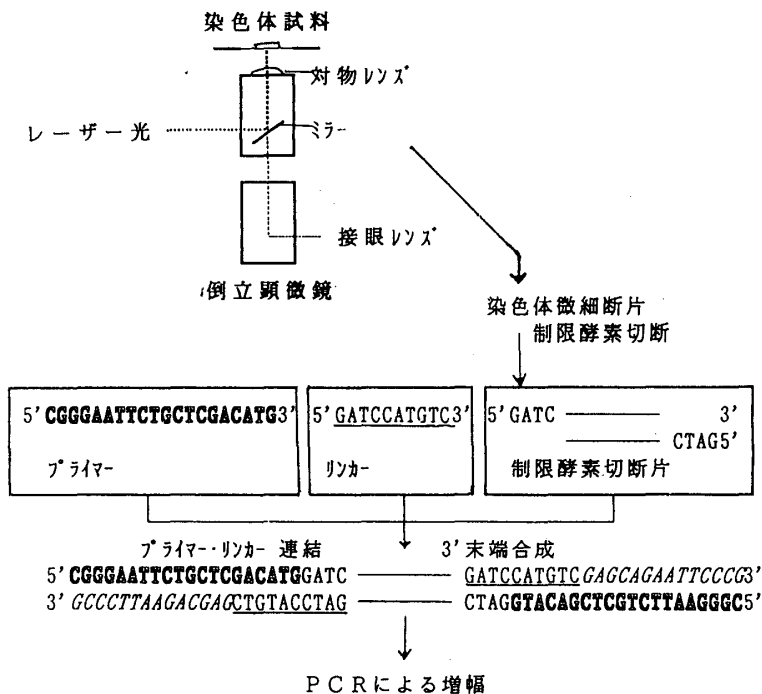 染色体試料
対物レンズ
レーザー光
ミラー
接眼レンズ
倒立顕微鏡
染色体微細断片
制限酵素切断
5'CGGGAATTCTGCTCGACATG3'
プライマー
5'GATCCATGTC3'
リンカー
5'GATC 3'
CTAG5'
制限酵素切断片
プライマー・リンカー 連結
3'末端合成
5'CGGGAATTCTGCTCGACATGGATC GATCCATGTCGAGCAGAATTCCCG3'
3'GCCCTTAAGACGAGCTGTACCTAG CTAGGTACAGCTCGTCTTAAGGGC5'
PCRによる増幅